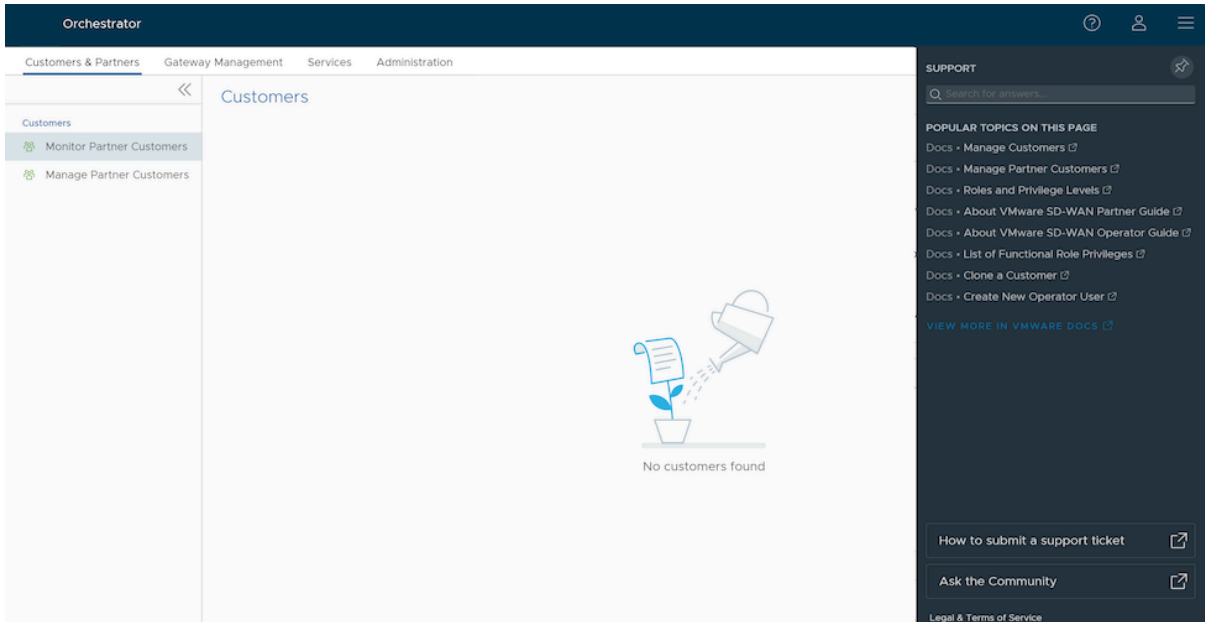 Orchestrator
Customers & Partners Gateway Management Services Administration
Customers
Customers
Monitor Partner Customers
Manage Partner Customers
No customers found
SUPPORT
Search for answers...
POPULAR TOPICS ON THIS PAGE
Docs • Manage Customers
Docs • Manage Partner Customers
Docs • Roles and Privilege Levels
Docs • About VMware SD-WAN Partner Guide
Docs • About VMware SD-WAN Operator Guide
Docs • List of Functional Role Privileges
Docs • Clone a Customer
Docs • Create New Operator User
VIEW MORE IN VMWARE DOCS
How to submit a support ticket
Ask the Community
Legal & Terms of Service